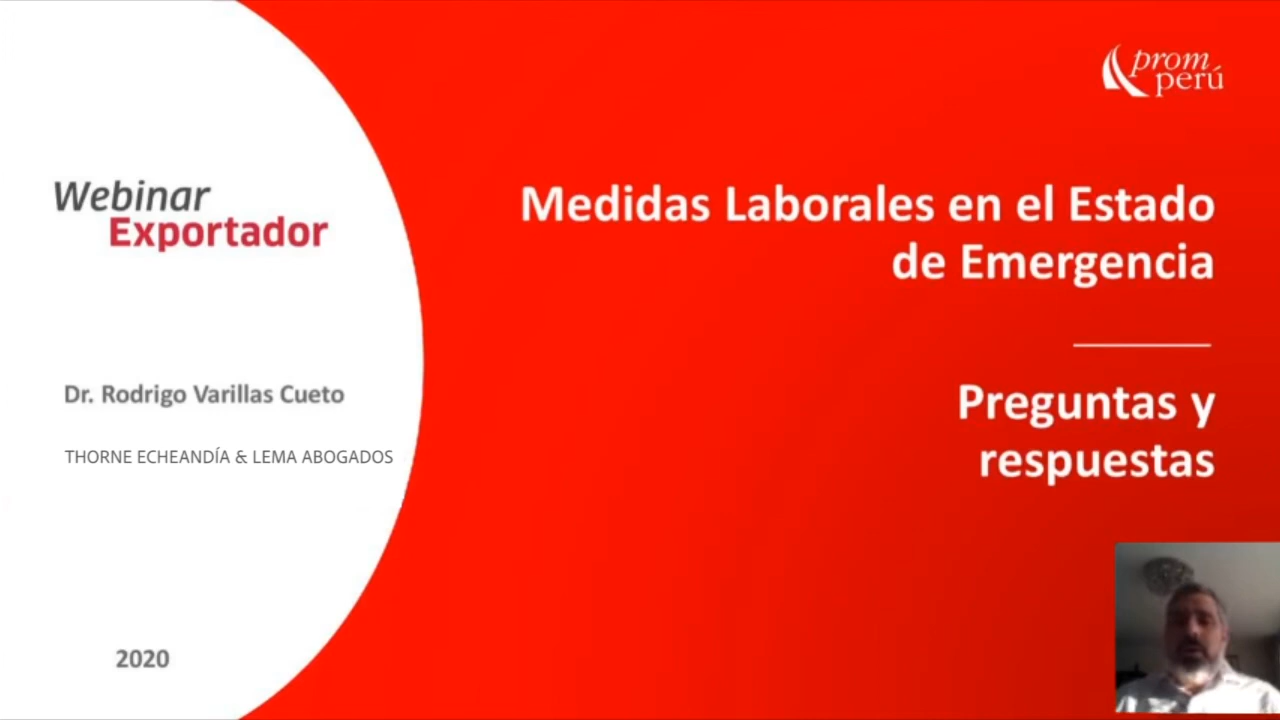 Webinar
Exportador
Dr. Rodrigo Varillas Cueto
THORNE ECHEANDÍA & LEMA ABOGADOS
2020
prom
perú
Medidas Laborales en el Estado
de Emergencia
Preguntas y
respuestas